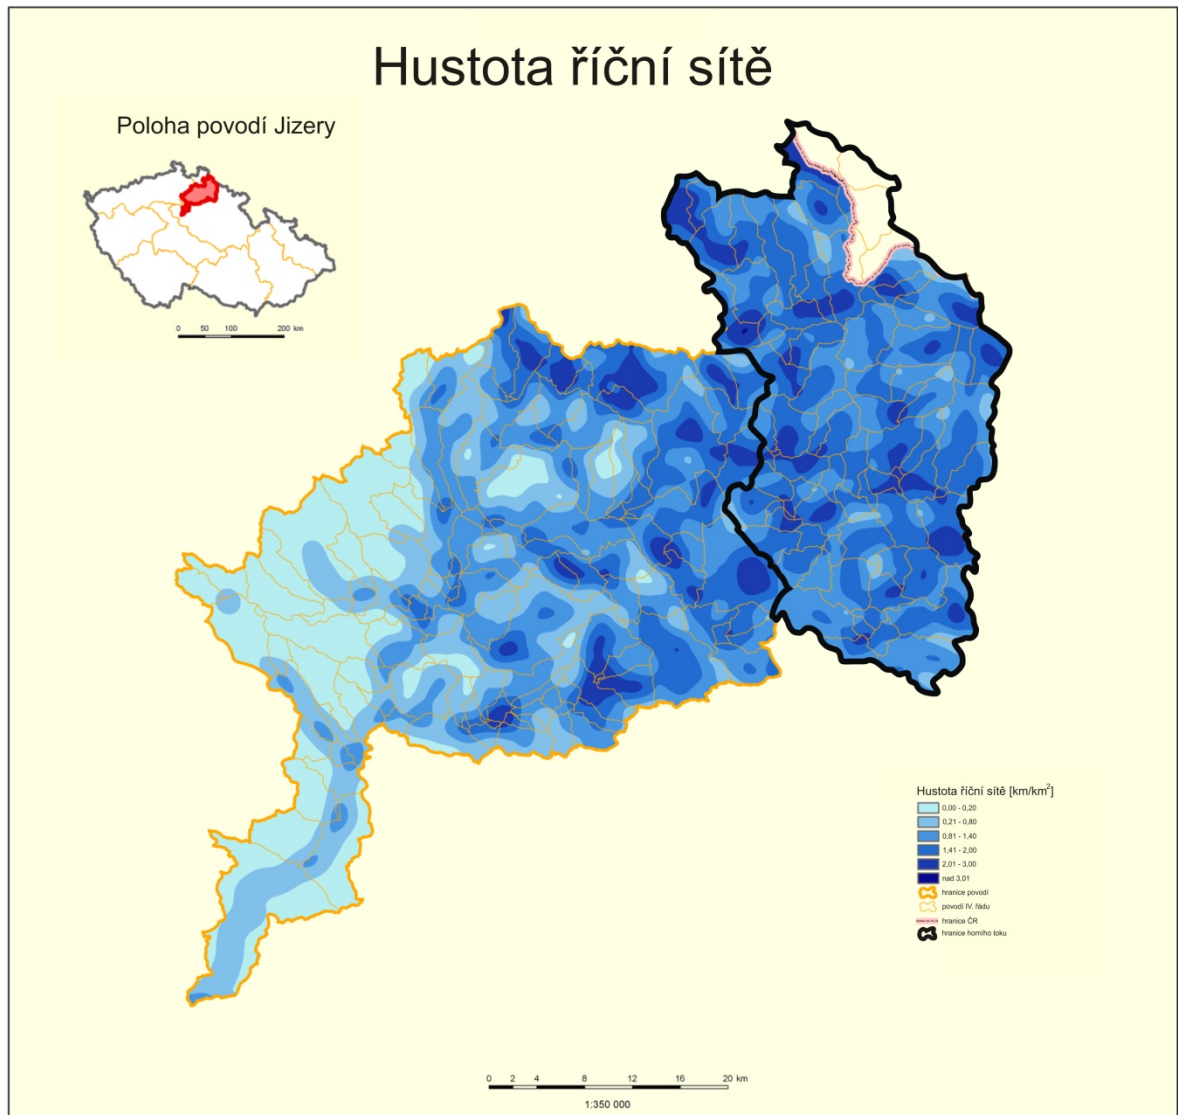 Hustota říční sítě
Poloha povodí Jizery
0 50 100 200 km
Hustota říční sítě [km/km²]
0,00 - 0,20
0,21 - 0,80
0,81 - 1,40
1,41 - 2,00
2,01 - 3,00
nad 3,01
hranice povodí
povodí IV. řádu
hranice ČR
hranice horního toku
0 2 4 8 12 16 20 km
1:350 000